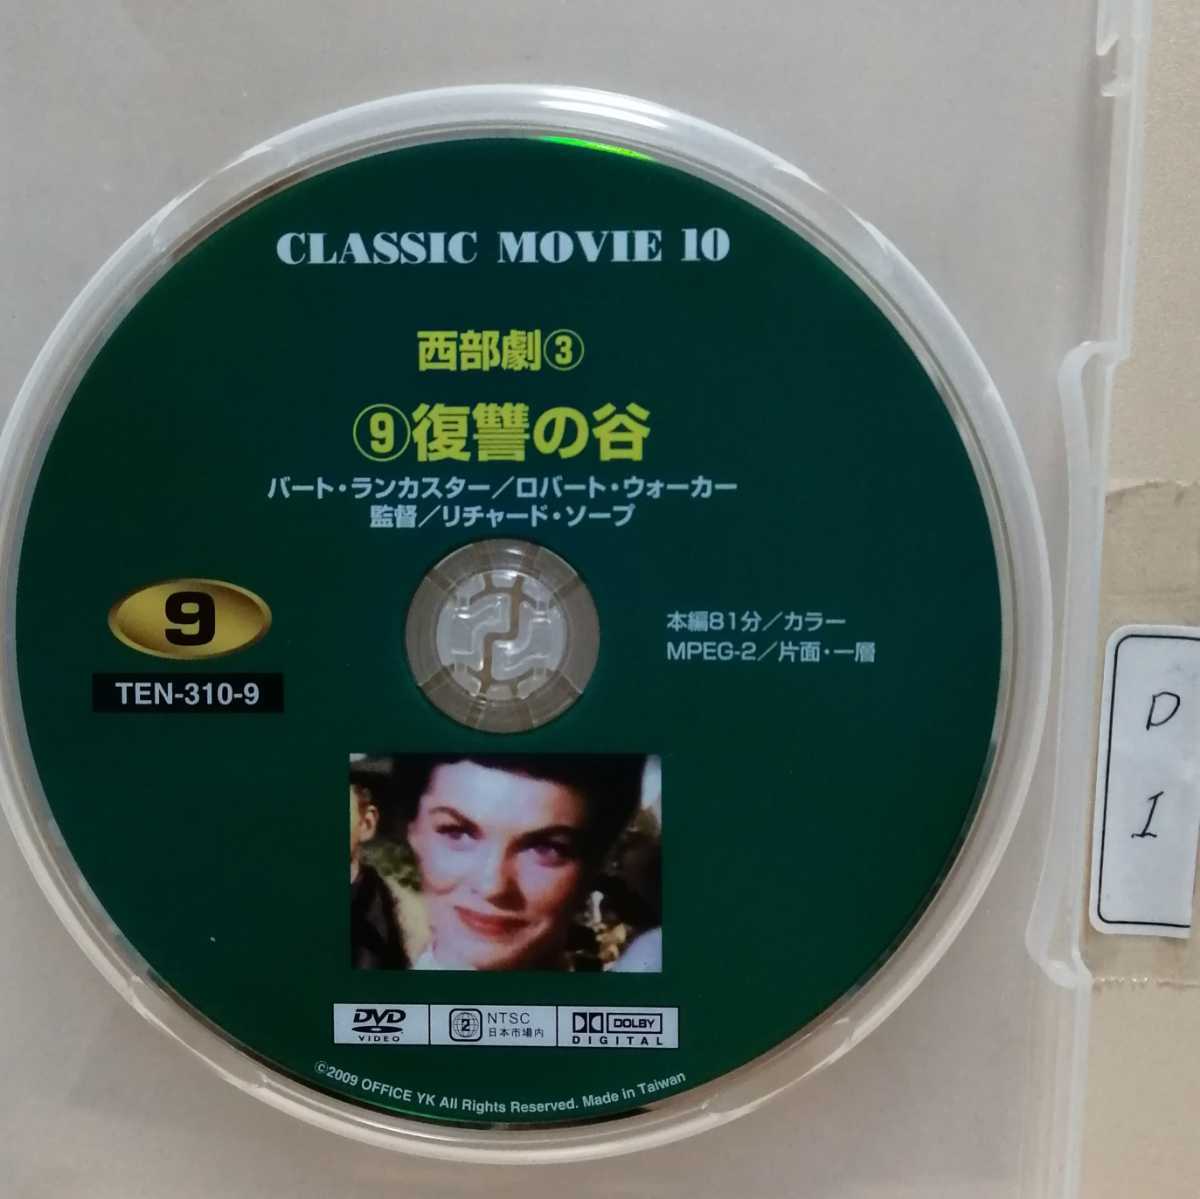 CLASSIC MOVIE 10
西部劇③
⑨復讐の谷
バート・ランカスター／ロバート・ウォーカー
監督／リチャード・ソープ
9
TEN-310-9
本編81分／カラー
MPEG-2／片面・一層
DVD
VIDEO
2
NTSC
日本市場内
DOLBY
DIGITAL
©2009 OFFICE YK All Rights Reserved. Made in Taiwan
D
I